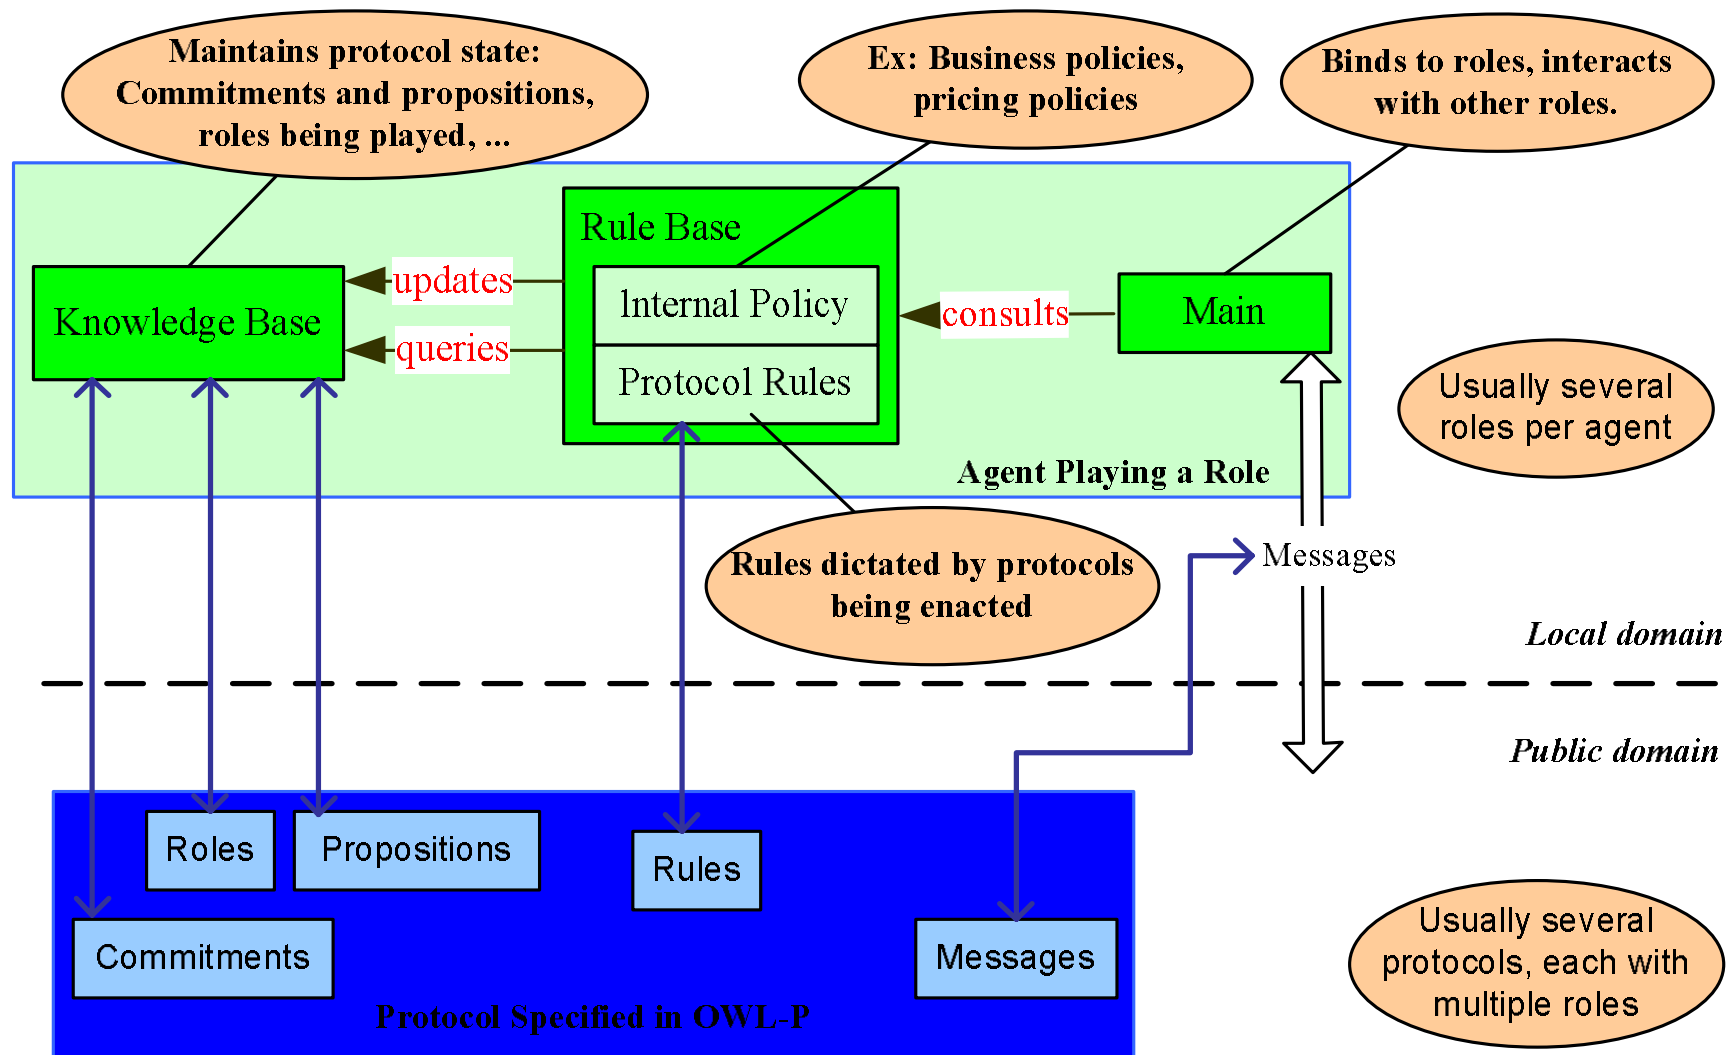 Maintains protocol state:
Commitments and propositions,
roles being played, ...
Ex: Business policies,
pricing policies
Binds to roles, interacts
with other roles.
Rule Base
updates
Internal Policy
consults
Main
Knowledge Base
queries
Protocol Rules
Usually several
roles per agent
Agent Playing a Role
Rules dictated by protocols
being enacted
Messages
Local domain
Public domain
Roles
Propositions
Rules
Commitments
Messages
Protocol Specified in OWL-P
Usually several
protocols, each with
multiple roles